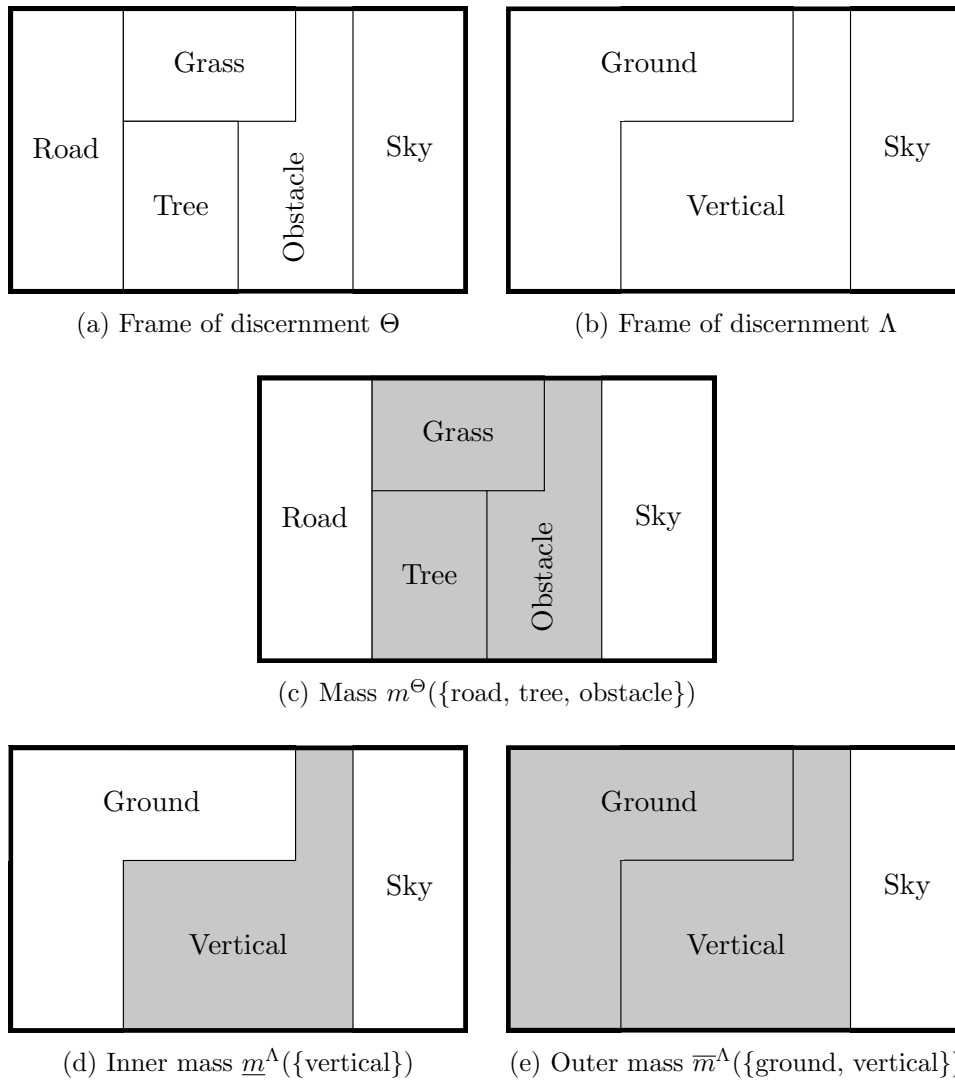 Grass
Road
Sky
Tree
Obstacle
(a) Frame of discernment Θ
Ground
Sky
Vertical
(b) Frame of discernment Λ
Grass
Road
Sky
Tree
Obstacle
(c) Mass m^Θ({road, tree, obstacle})
Ground
Sky
Vertical
(d) Inner mass m̲^Λ({vertical})
Ground
Sky
Vertical
(e) Outer mass m̅^Λ({ground, vertical})